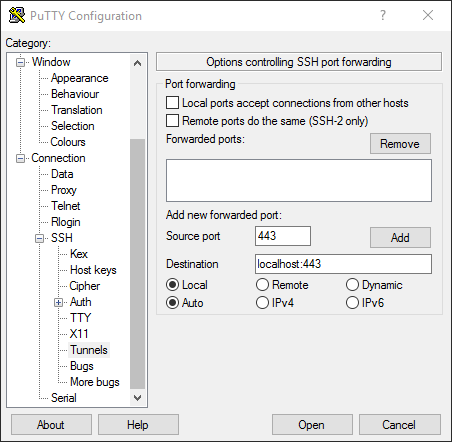 PuTTY Configuration
?
Category:
Window
Appearance
Behaviour
Translation
Selection
Colours
Connection
Data
Proxy
Telnet
Rlogin
SSH
Kex
Host keys
Cipher
Auth
TTY
X11
Tunnels
Bugs
More bugs
Serial
Options controlling SSH port forwarding
Port forwarding
Local ports accept connections from other hosts
Remote ports do the same (SSH-2 only)
Forwarded ports:
Remove
Add new forwarded port:
Source port 443 Add
Destination localhost:443
Local Remote Dynamic
Auto IPv4 IPv6
About Help Open Cancel